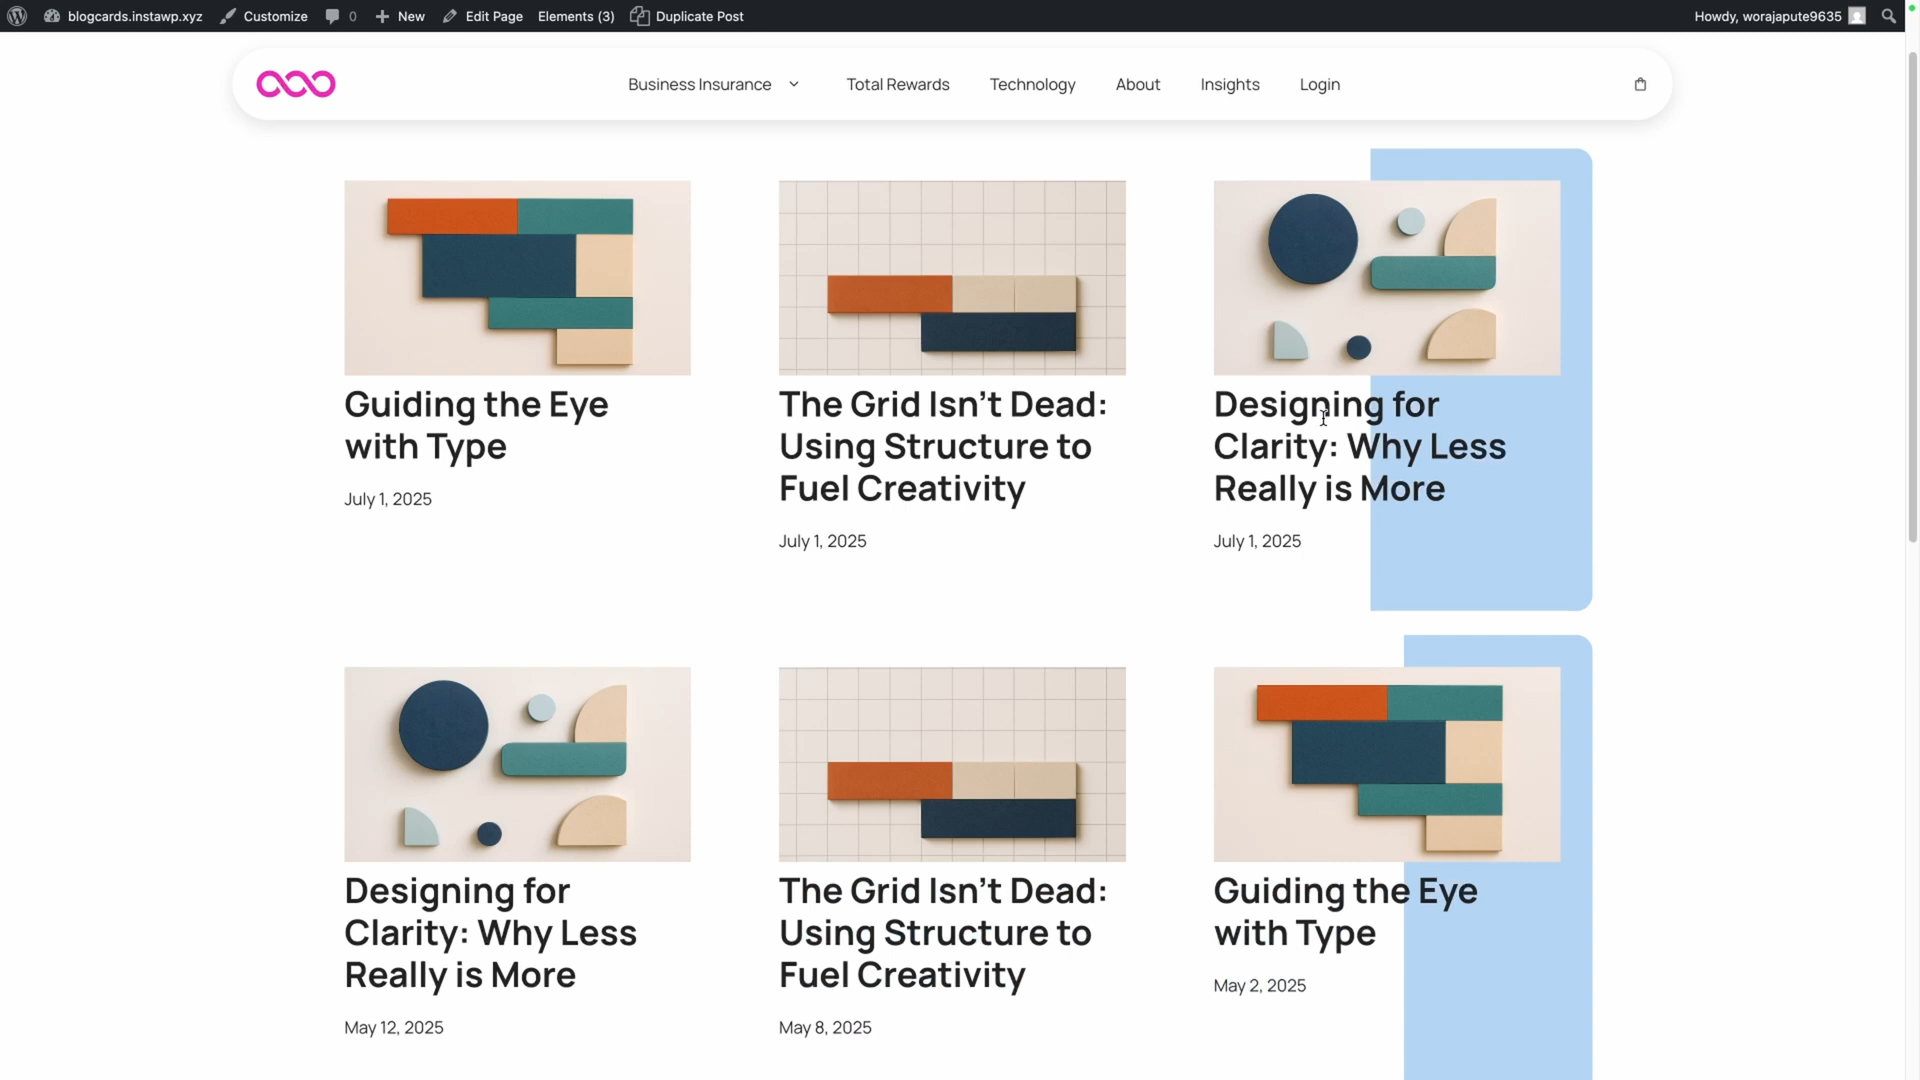 blogcards.instawp.xyz Customize 0 New Edit Page Elements (3) Duplicate Post Howdy, worajapute9635
Business Insurance Total Rewards Technology About Insights Login
Guiding the Eye
with Type
July 1, 2025
The Grid Isn’t Dead:
Using Structure to
Fuel Creativity
July 1, 2025
Designing for
Clarity: Why Less
Really is More
July 1, 2025
Designing for
Clarity: Why Less
Really is More
May 12, 2025
The Grid Isn’t Dead:
Using Structure to
Fuel Creativity
May 8, 2025
Guiding the Eye
with Type
May 2, 2025